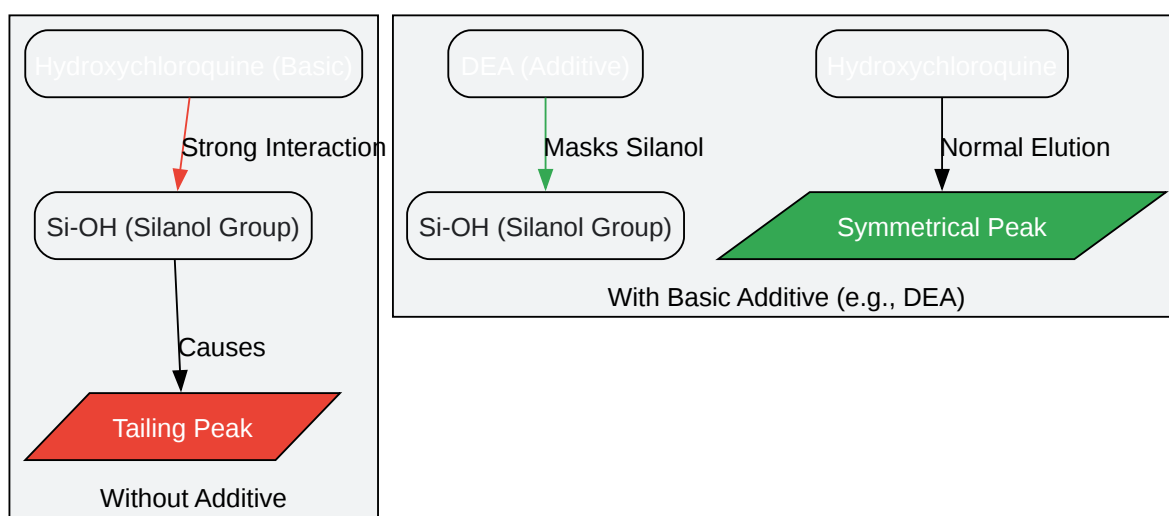 Hydroxychloroquine (Basic)
Strong Interaction
Si-OH (Silanol Group)
Causes
Tailing Peak
Without Additive
DEA (Additive)
Masks Silanol
Si-OH (Silanol Group)
Hydroxychloroquine
Normal Elution
Symmetrical Peak
With Basic Additive (e.g., DEA)